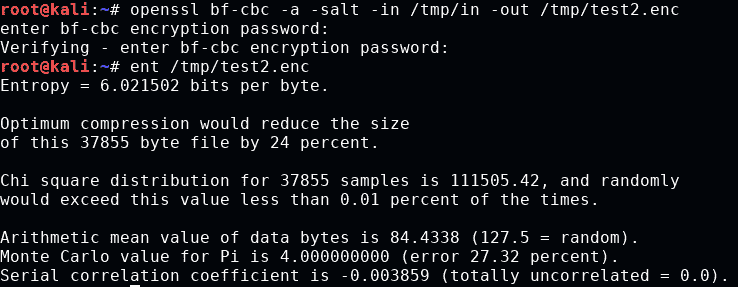 root@kali:~# openssl bf-cbc -a -salt -in /tmp/in -out /tmp/test2.enc
enter bf-cbc encryption password:
Verifying - enter bf-cbc encryption password:
root@kali:~# ent /tmp/test2.enc
Entropy = 6.021502 bits per byte.
Optimum compression would reduce the size
of this 37855 byte file by 24 percent.
Chi square distribution for 37855 samples is 111505.42, and randomly
would exceed this value less than 0.01 percent of the times.
Arithmetic mean value of data bytes is 84.4338 (127.5 = random).
Monte Carlo value for Pi is 4.000000000 (error 27.32 percent).
Serial correlation coefficient is -0.003859 (totally uncorrelated = 0.0).